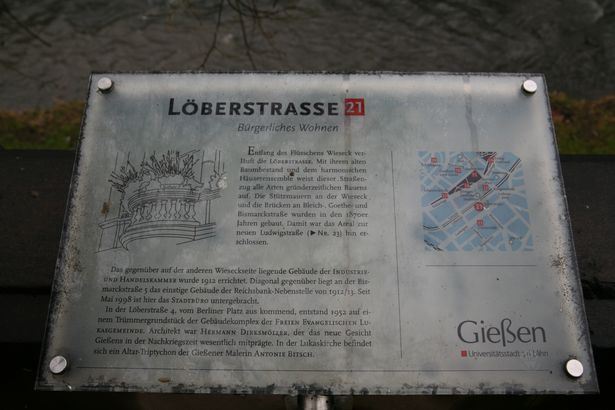 LÖBERSTRASSE 21
Bürgerliches Wohnen
Entlang des Flüsschens Wieseck ver-
läuft die LÖBERSTRASSE. Mit ihrem alten
Baumbestand und dem harmonischen
Häuserensemble weist dieser Straßen-
zug alle Arten gründerzeitlichen Bauens
auf. Die Stützmauern an der Wieseck
und die Brücken an Bleich-, Goethe- und
Bismarckstraße wurden in den 1870er
Jahren gebaut. Damit war das Areal zur
neuen Ludwigstraße (▶ NR. 23) hin er-
schlossen.
Das gegenüber auf der anderen Wieseckseite liegende Gebäude der INDUSTRIE-
UND HANDELSKAMMER wurde 1912 errichtet. Diagonal gegenüber liegt an der Bis-
marckstraße 5 das einstige Gebäude der Reichsbank-Nebenstelle von 1912/13. Seit
Mai 1998 ist hier das STADTBÜRO untergebracht.
In der Löberstraße 4, vom Berliner Platz aus kommend, entstand 1952 auf
einem Trümmergrundstück der Gebäudekomplex der FREIEN EVANGELISCHEN LU-
KASGEMEINDE. Architekt war HERMANN DIRKSMÖLLER, der das neue Gesicht
Gießens in der Nachkriegszeit wesentlich mitprägte. In der Lukaskirche befindet
sich ein Altar-Triptychon der Gießener Malerin ANTONIE BITSCH.
Gießen
Universitätsstadt Lahn